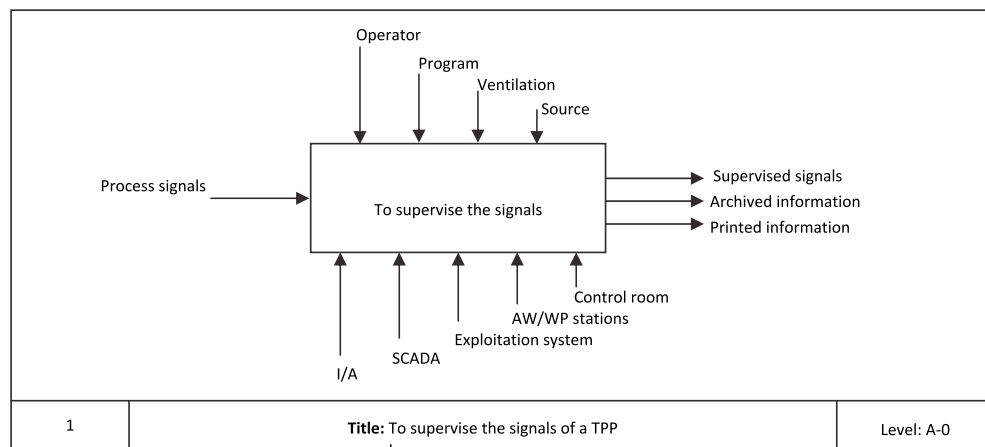 Operator
Program
Ventilation
Source
Process signals
To supervise the signals
Supervised signals
Archived information
Printed information
Control room
AW/WP stations
Exploitation system
SCADA
I/A
1
Title: To supervise the signals of a TPP
Level: A-0